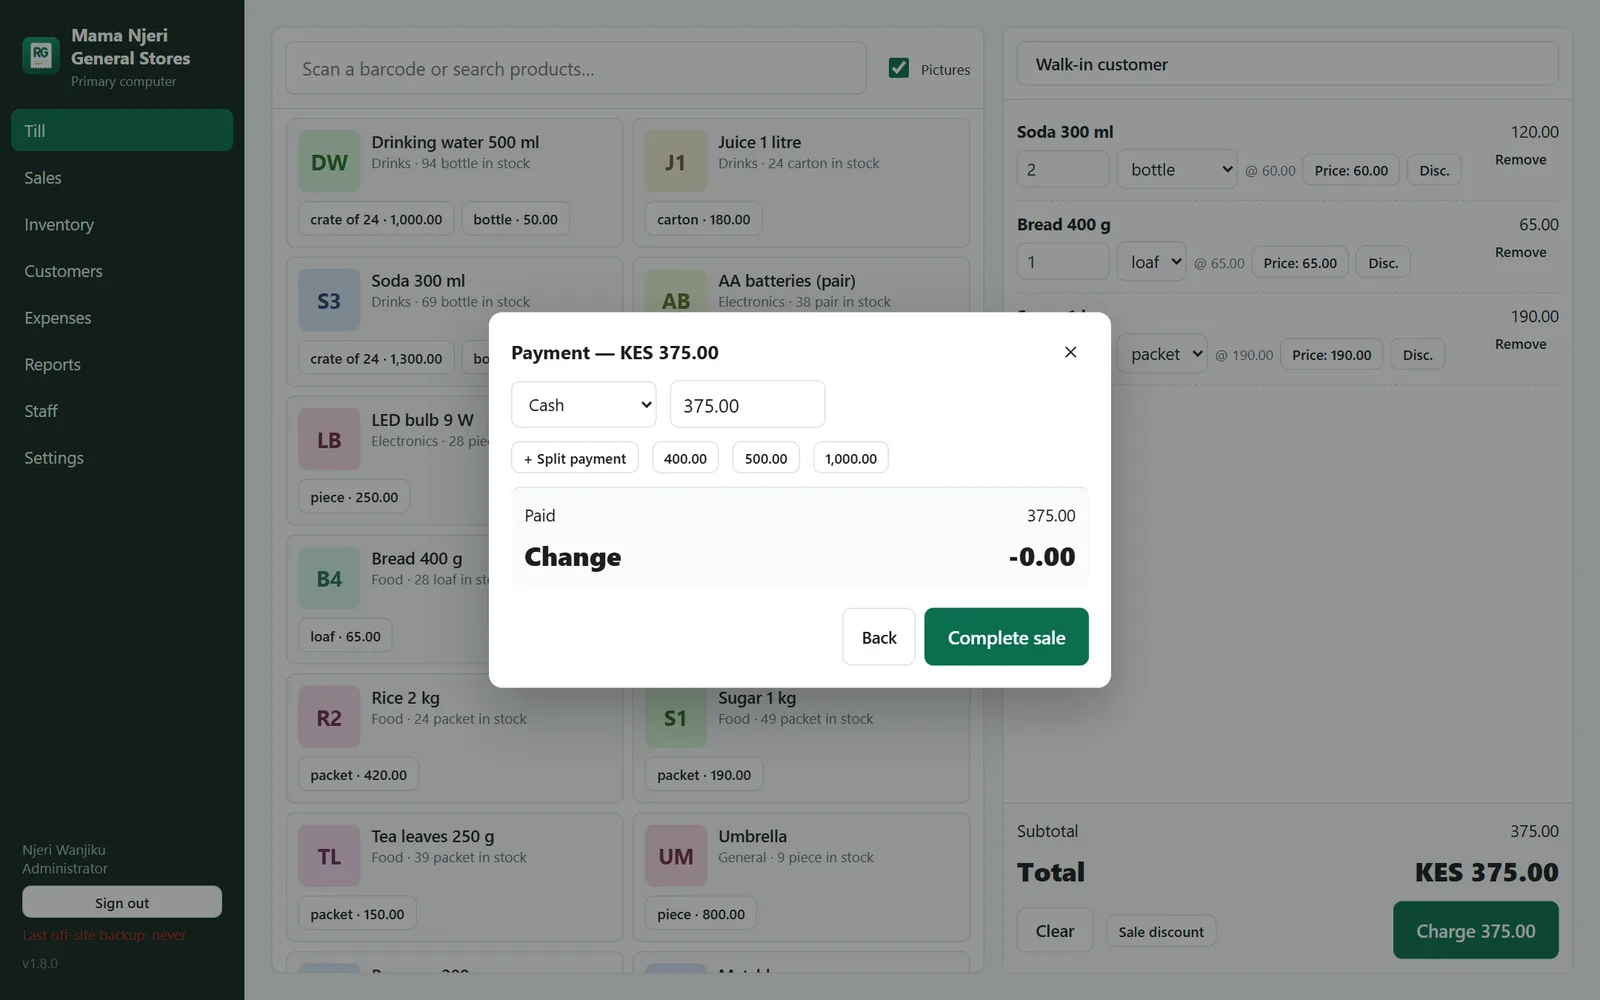 RG
Mama Njeri
General Stores
Primary computer
Till
Sales
Inventory
Customers
Expenses
Reports
Staff
Settings
Njeri Wanjiku
Administrator
Sign out
Last off-site backup: never
v1.8.0
Scan a barcode or search products...
Pictures
DW
Drinking water 500 ml
Drinks · 94 bottle in stock
crate of 24 · 1,000.00
bottle · 50.00
J1
Juice 1 litre
Drinks · 24 carton in stock
carton · 180.00
S3
Soda 300 ml
Drinks · 69 bottle in stock
crate of 24 · 1,300.00
AB
AA batteries (pair)
Electronics · 38 pair in stock
LB
LED bulb 9 W
Electronics · 28
piece · 250.00
B4
Bread 400 g
Food · 28 loaf in
loaf · 65.00
R2
Rice 2 kg
Food · 24 packet in stock
packet · 420.00
S1
Sugar 1 kg
Food · 49 packet in stock
packet · 190.00
TL
Tea leaves 250 g
Food · 39 packet in stock
packet · 150.00
UM
Umbrella
General · 9 piece in stock
piece · 800.00
Payment — KES 375.00
×
Cash
375.00
+ Split payment
400.00
500.00
1,000.00
Paid
375.00
Change
-0.00
Back
Complete sale
Walk-in customer
Soda 300 ml
120.00
2
bottle
@ 60.00
Price: 60.00
Disc.
Remove
Bread 400 g
65.00
1
loaf
@ 65.00
Price: 65.00
Disc.
Remove
190.00
packet
@ 190.00
Price: 190.00
Disc.
Remove
Subtotal
375.00
Total
KES 375.00
Clear
Sale discount
Charge 375.00